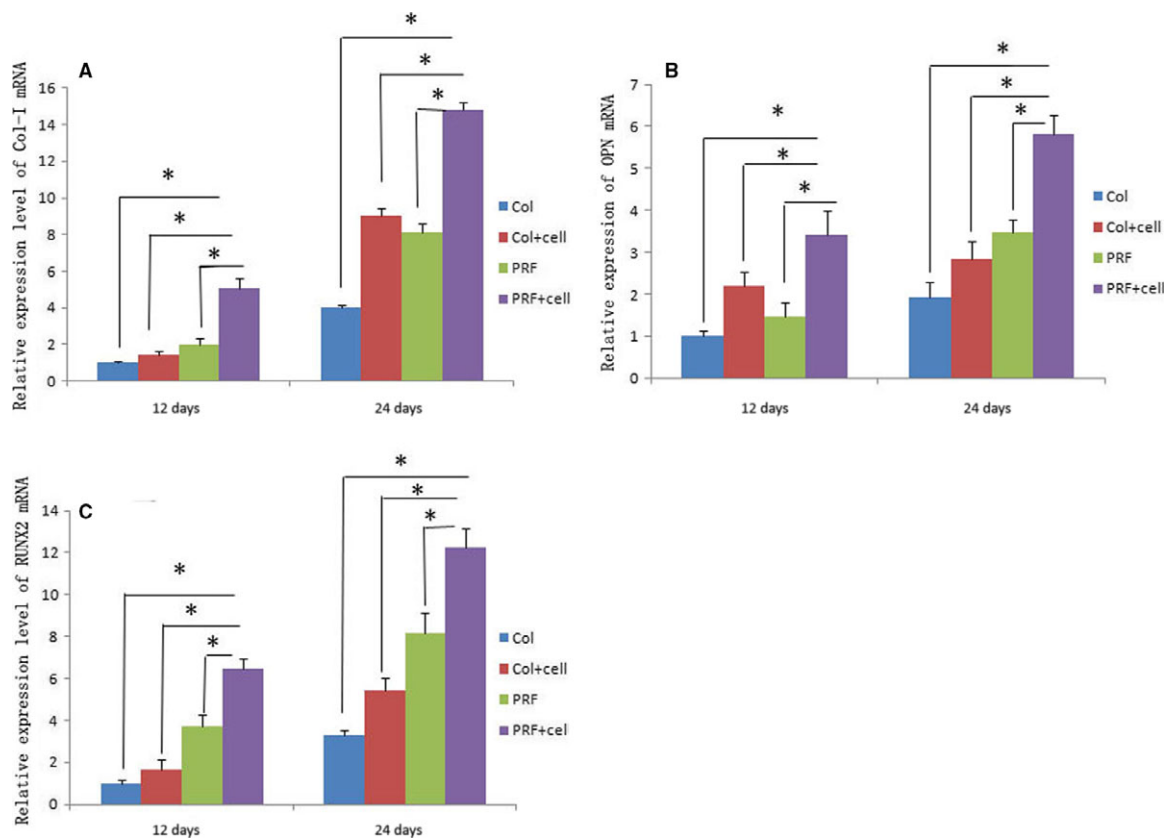 A
Relative expression level of Col-I mRNA
16
14
12
10
8
6
4
2
0
*
*
*
*
*
*
12 days
24 days
Col
Col+cell
PRF
PRF+cell
B
Relative expression of OPN mRNA
7
6
5
4
3
2
1
0
*
*
*
*
*
*
12 days
24 days
Col
Col+cell
PRF
PRF+cell
C
Relative expression level of RUNX2 mRNA
14
12
10
8
6
4
2
0
*
*
*
*
*
*
12 days
24 days
Col
Col+cell
PRF
PRF+cell